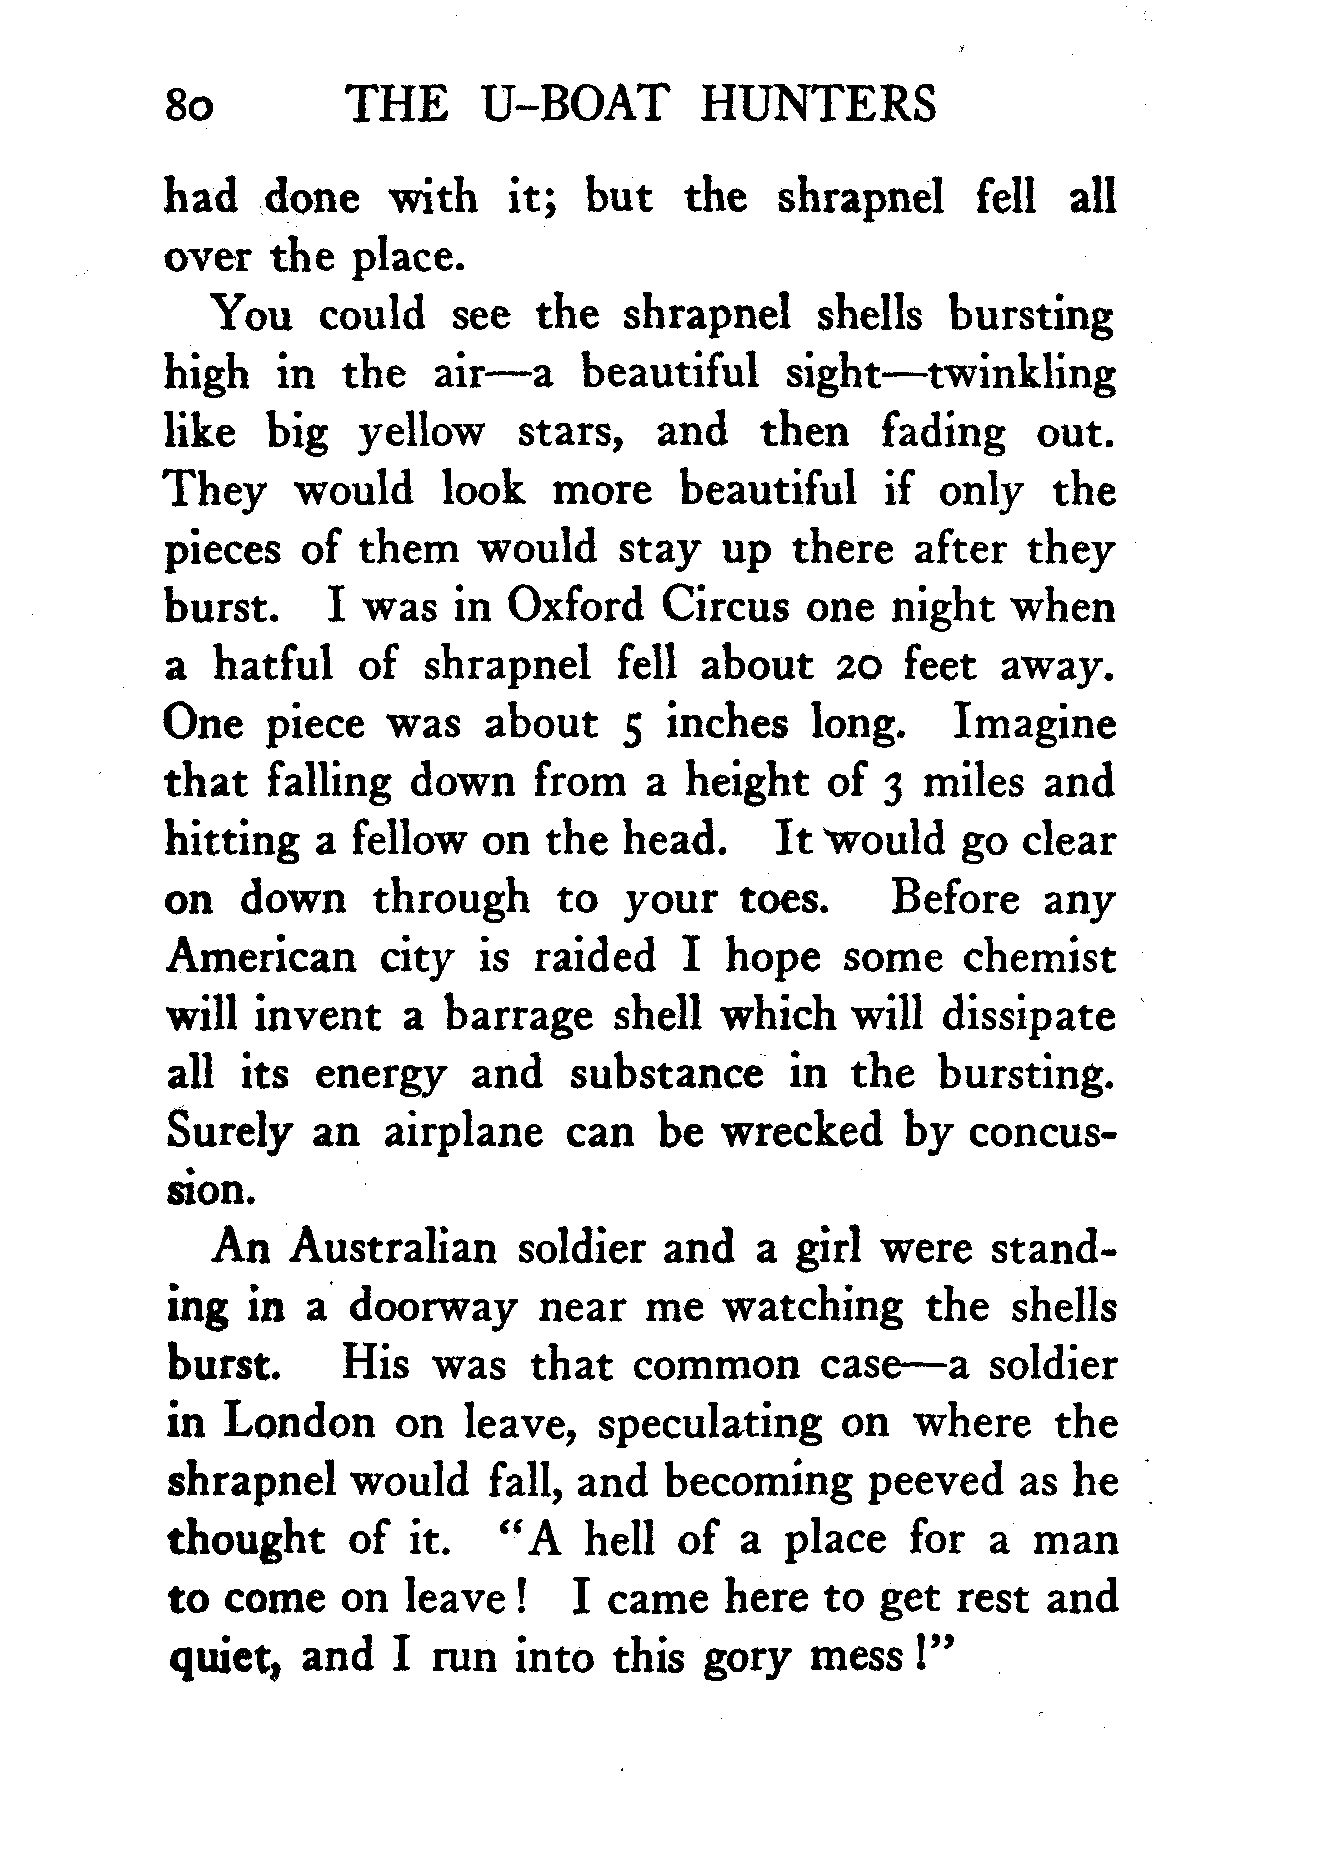 80 THE U-BOAT HUNTERS
had done with it; but the shrapnel fell all
over the place.
You could see the shrapnel shells bursting
high in the air—a beautiful sight—twinkling
like big yellow stars, and then fading out.
They would look more beautiful if only the
pieces of them would stay up there after they
burst. I was in Oxford Circus one night when
a hatful of shrapnel fell about 20 feet away.
One piece was about 5 inches long. Imagine
that falling down from a height of 3 miles and
hitting a fellow on the head. It would go clear
on down through to your toes. Before any
American city is raided I hope some chemist
will invent a barrage shell which will dissipate
all its energy and substance in the bursting.
Surely an airplane can be wrecked by concus-
sion.
An Australian soldier and a girl were stand-
ing in a doorway near me watching the shells
burst. His was that common case—a soldier
in London on leave, speculating on where the
shrapnel would fall, and becoming peeved as he
thought of it. "A hell of a place for a man
to come on leave! I came here to get rest and
quiet, and I run into this gory mess!"